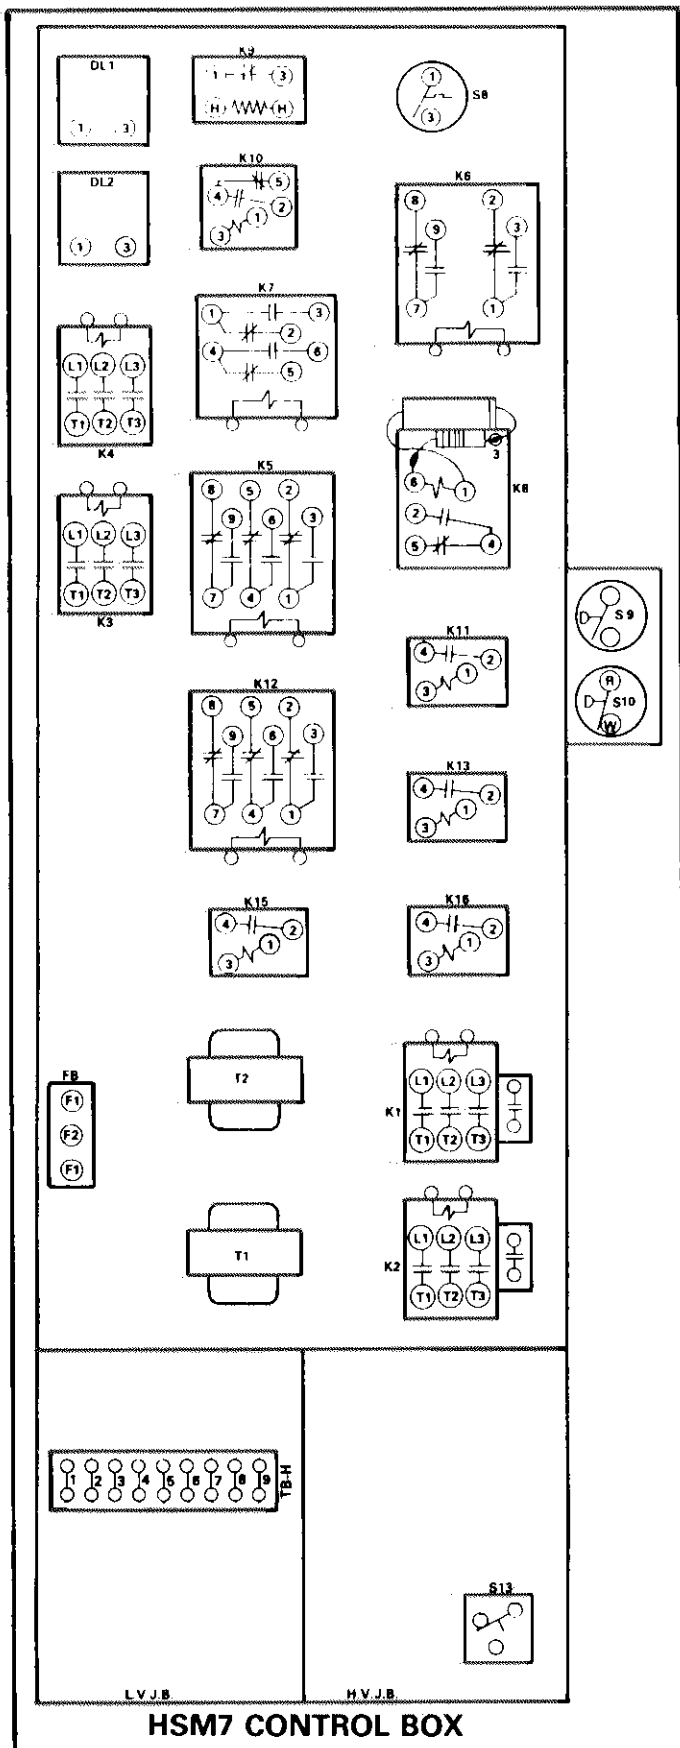 DL1
1 3
K9
1 3
H H
1
S8
3
DL2
1 3
K10
5
4 2
1
3
K6
8 2
9 3
7 1
K7
1 3
2
4 6
5
L1 L2 L3
T1 T2 T3
K4
3
K8
6 1
2
5 4
K5
8 5 2
9 6 3
7 4 1
L1 L2 L3
T1 T2 T3
K3
D S9
R
D S10
W
K11
4 2
1
3
K12
8 5 2
9 6 3
7 4 1
K13
4 2
1
3
K15
4 2
1
3
K16
4 2
1
3
FB
F1
F2
F1
T2
K1
L1 L2 L3
T1 T2 T3
T1
K2
L1 L2 L3
T1 T2 T3
1 2 3 4 5 6 7 8 9
TB-H
S13
L.V.J.B.
H.V.J.B.
HSM7 CONTROL BOX